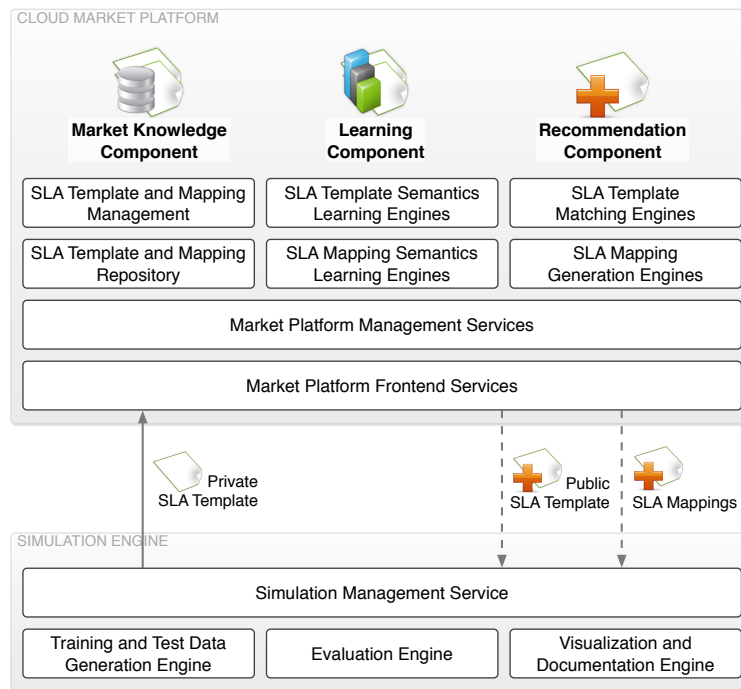 CLOUD MARKET PLATFORM
Market Knowledge
Component
Learning
Component
Recommendation
Component
SLA Template and Mapping
Management
SLA Template Semantics
Learning Engines
SLA Template
Matching Engines
SLA Template and Mapping
Repository
SLA Mapping Semantics
Learning Engines
SLA Mapping
Generation Engines
Market Platform Management Services
Market Platform Frontend Services
Private
SLA Template
Public
SLA Template
SLA Mappings
SIMULATION ENGINE
Simulation Management Service
Training and Test Data
Generation Engine
Evaluation Engine
Visualization and
Documentation Engine